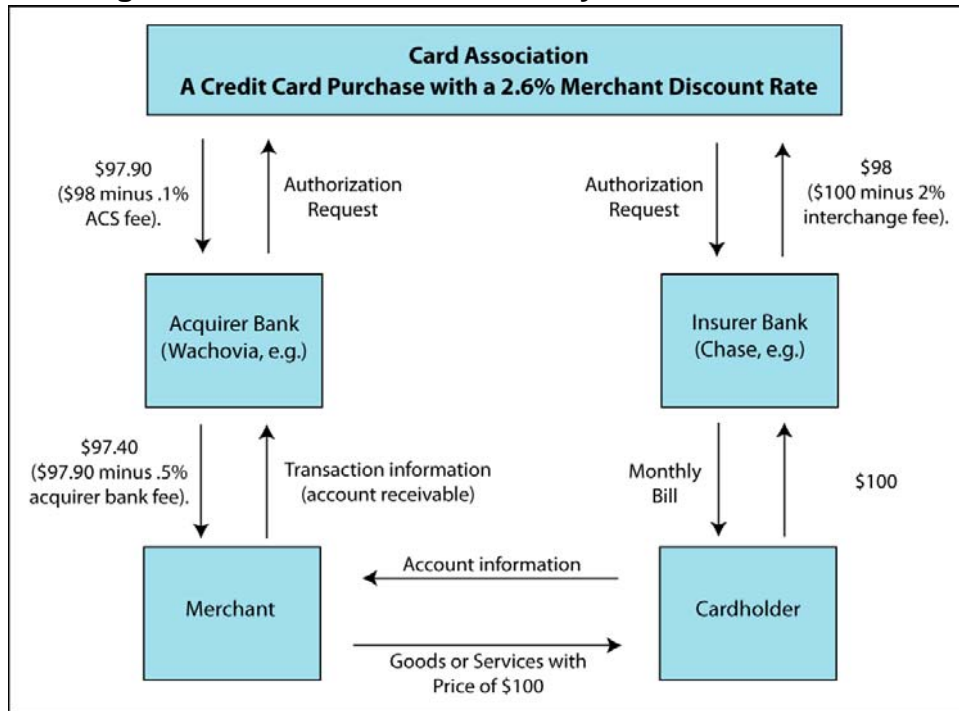 Card Association
A Credit Card Purchase with a 2.6% Merchant Discount Rate
$97.90
($98 minus .1%
ACS fee).
Authorization
Request
Authorization
Request
$98
($100 minus 2%
interchange fee).
Acquirer Bank
(Wachovia, e.g.)
Insurer Bank
(Chase, e.g.)
$97.40
($97.90 minus .5%
acquirer bank fee).
Transaction information
(account receivable)
Monthly
Bill
$100
Merchant
Account information
Cardholder
Goods or Services with
Price of $100